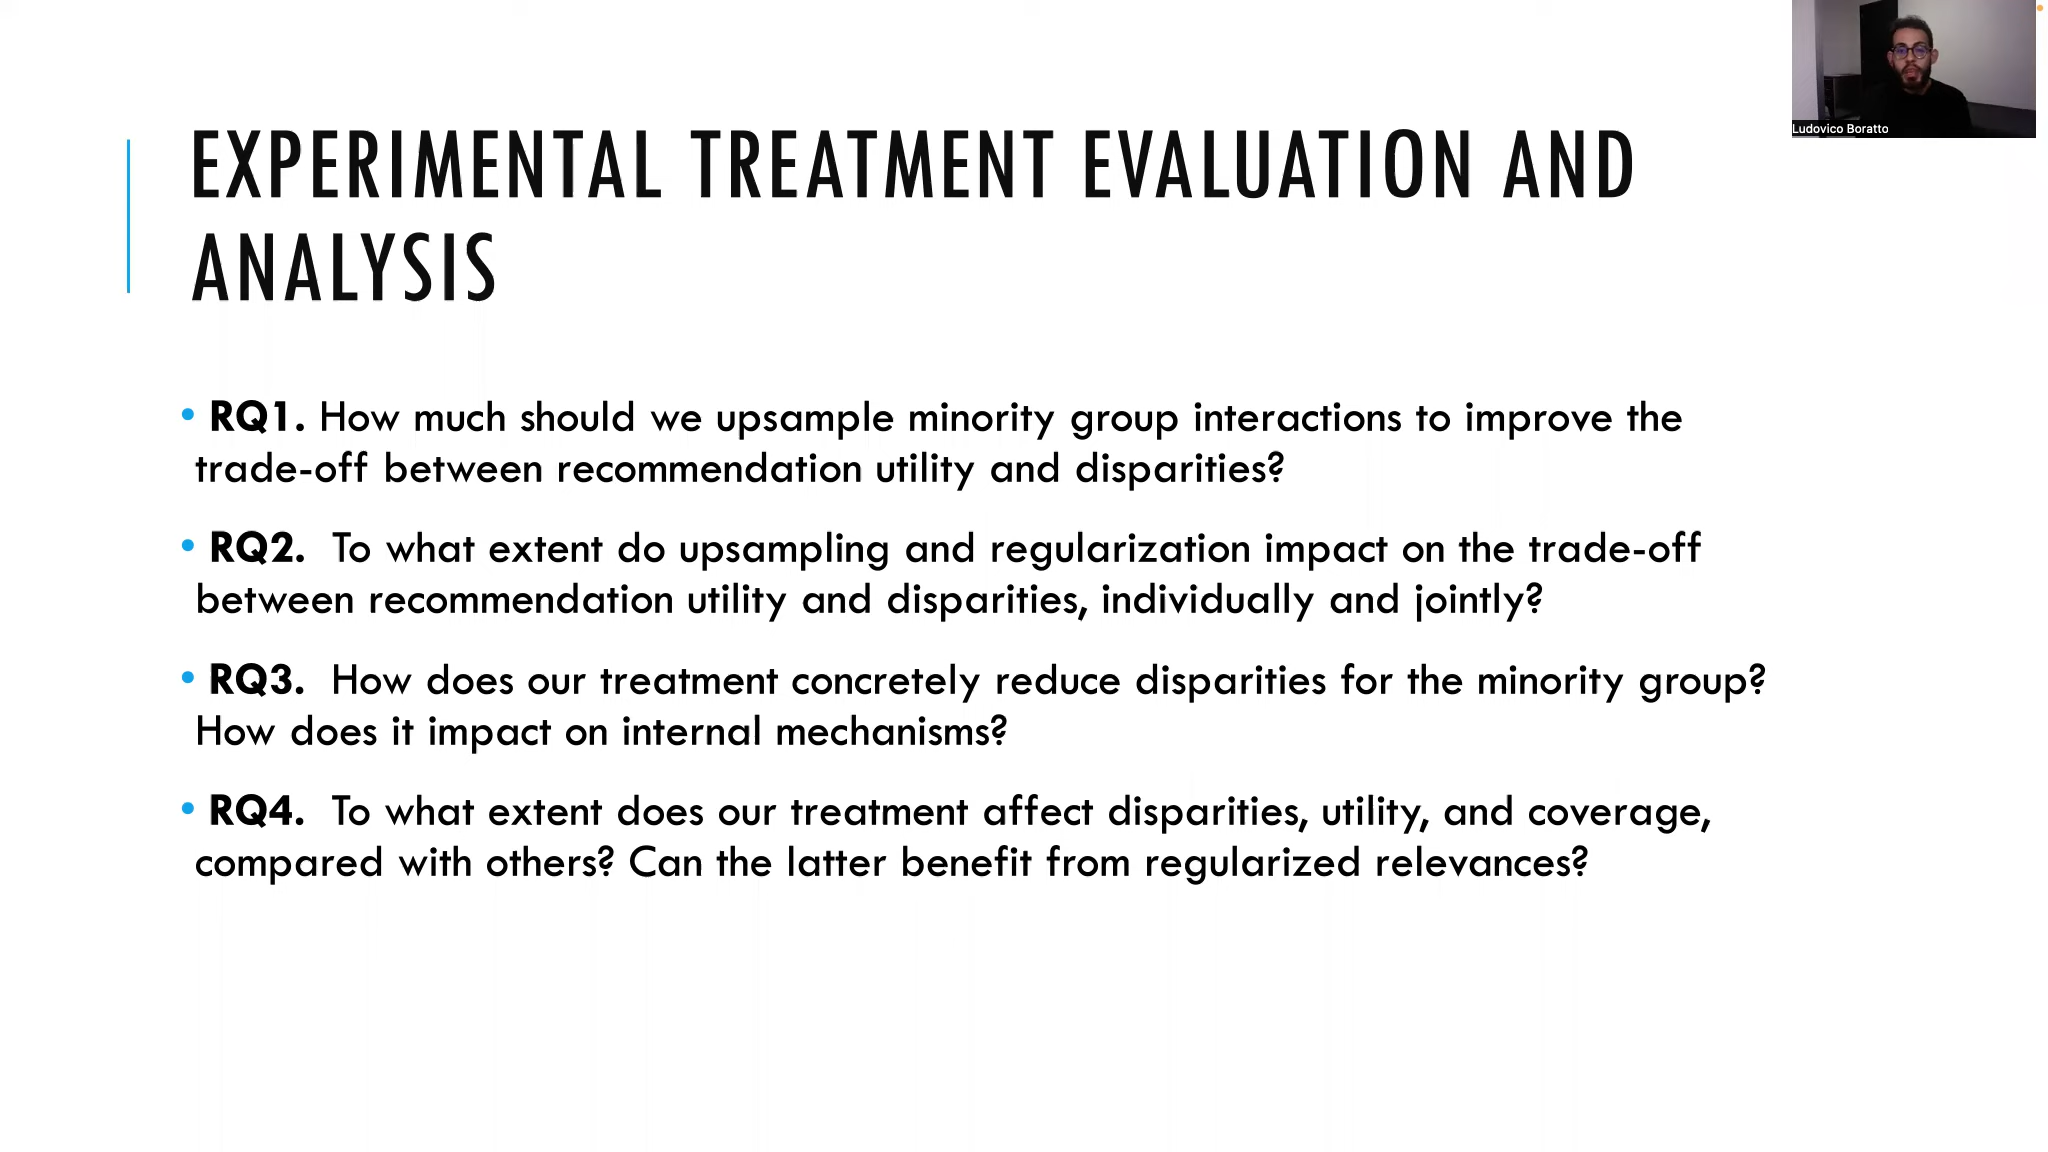 Ludovico Boratto
EXPERIMENTAL TREATMENT EVALUATION AND
ANALYSIS
• RQ1. How much should we upsample minority group interactions to improve the
trade-off between recommendation utility and disparities?
• RQ2. To what extent do upsampling and regularization impact on the trade-off
between recommendation utility and disparities, individually and jointly?
• RQ3. How does our treatment concretely reduce disparities for the minority group?
How does it impact on internal mechanisms?
• RQ4. To what extent does our treatment affect disparities, utility, and coverage,
compared with others? Can the latter benefit from regularized relevances?